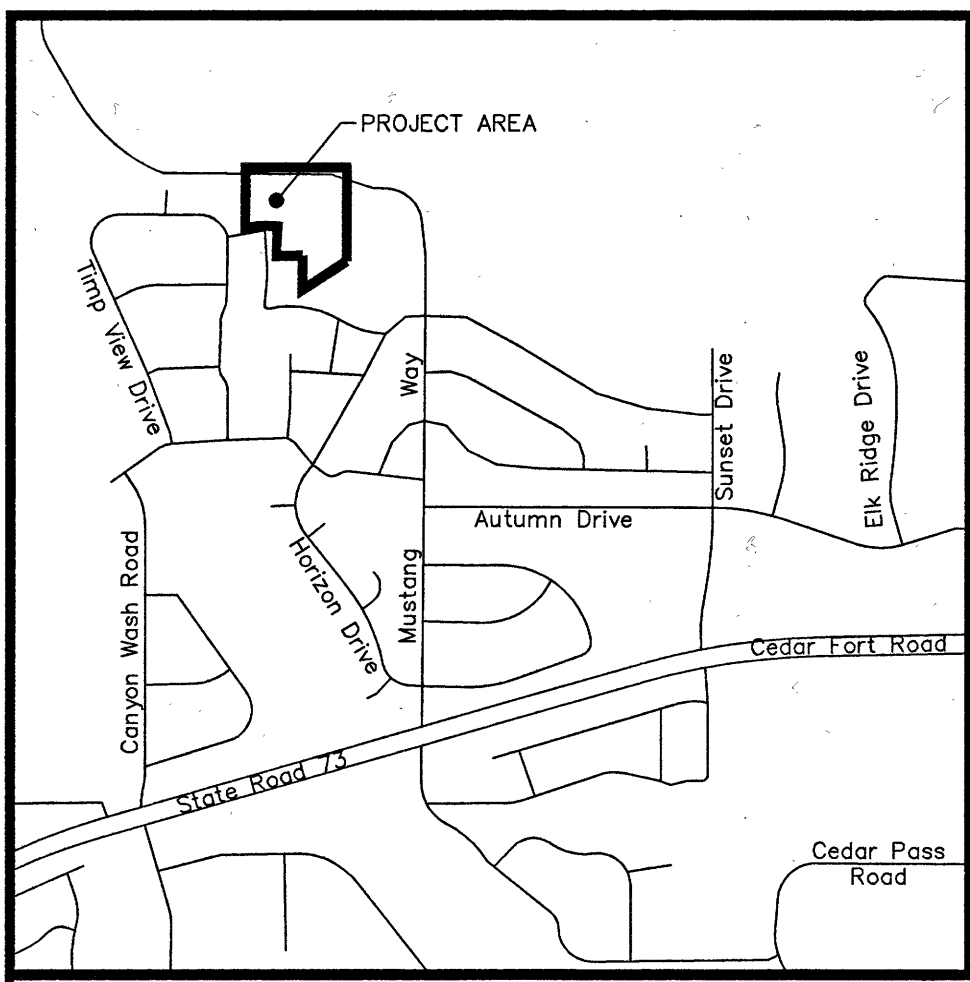 PROJECT AREA
Timp View Drive
Way
Sunset Drive
Elk Ridge Drive
Autumn Drive
Canyon Wash Road
Horizon Drive
Mustang
Cedar Fort Road
State Road 73
Cedar Pass
Road